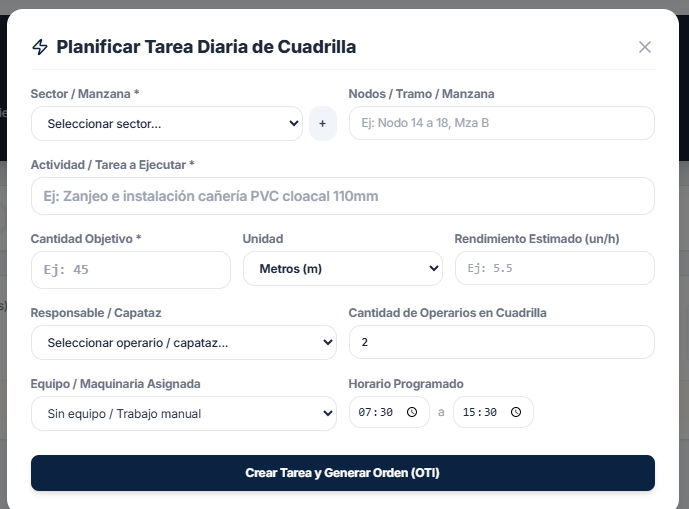 Planificar Tarea Diaria de Cuadrilla
Sector / Manzana *
Nodos / Tramo / Manzana
Seleccionar sector...
+
Ej: Nodo 14 a 18, Mza B
Actividad / Tarea a Ejecutar *
Ej: Zanjeo e instalación cañería PVC cloacal 110mm
Cantidad Objetivo *
Unidad
Rendimiento Estimado (un/h)
Ej: 45
Metros (m)
Ej: 5.5
Responsable / Capataz
Cantidad de Operarios en Cuadrilla
Seleccionar operario / capataz...
2
Equipo / Maquinaria Asignada
Horario Programado
Sin equipo / Trabajo manual
07:30 a 15:30
Crear Tarea y Generar Orden (OTI)